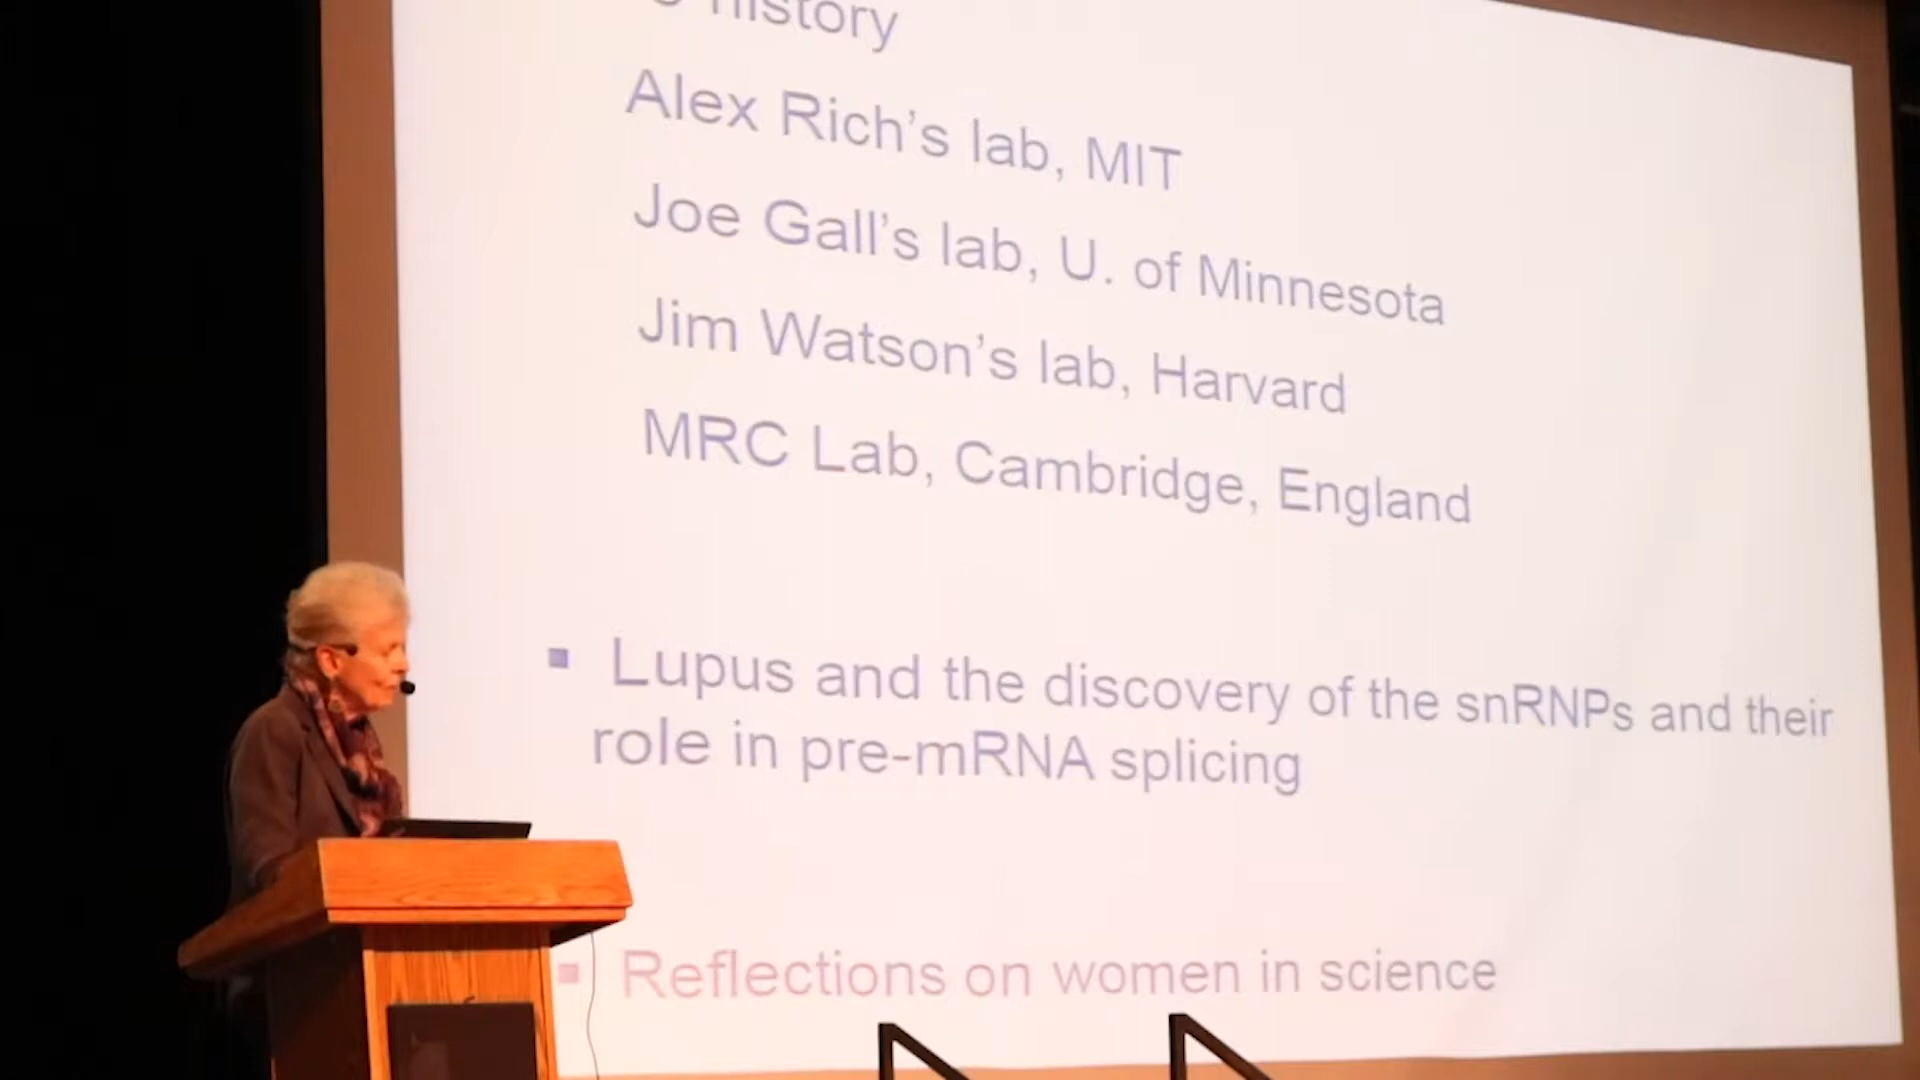 history
Alex Rich's lab, MIT
Joe Gall's lab, U. of Minnesota
Jim Watson's lab, Harvard
MRC Lab, Cambridge, England
▪ Lupus and the discovery of the snRNPs and their
role in pre-mRNA splicing
▪ Reflections on women in science